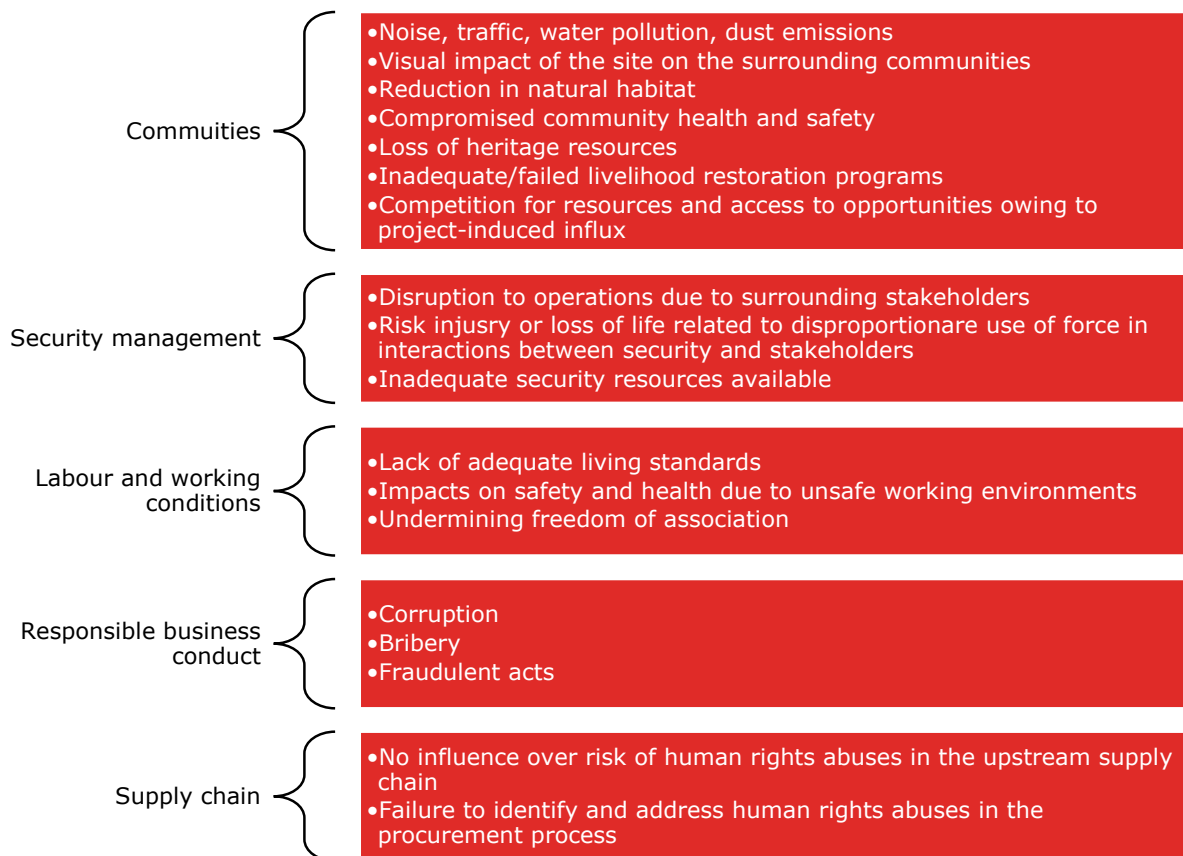 Commuities
•Noise, traffic, water pollution, dust emissions
•Visual impact of the site on the surrounding communities
•Reduction in natural habitat
•Compromised community health and safety
•Loss of heritage resources
•Inadequate/failed livelihood restoration programs
•Competition for resources and access to opportunities owing to
project-induced influx
Security management
•Disruption to operations due to surrounding stakeholders
•Risk injusry or loss of life related to disproportionare use of force in
interactions between security and stakeholders
•Inadequate security resources available
Labour and working
conditions
•Lack of adequate living standards
•Impacts on safety and health due to unsafe working environments
•Undermining freedom of association
Responsible business
conduct
•Corruption
•Bribery
•Fraudulent acts
Supply chain
•No influence over risk of human rights abuses in the upstream supply
chain
•Failure to identify and address human rights abuses in the
procurement process